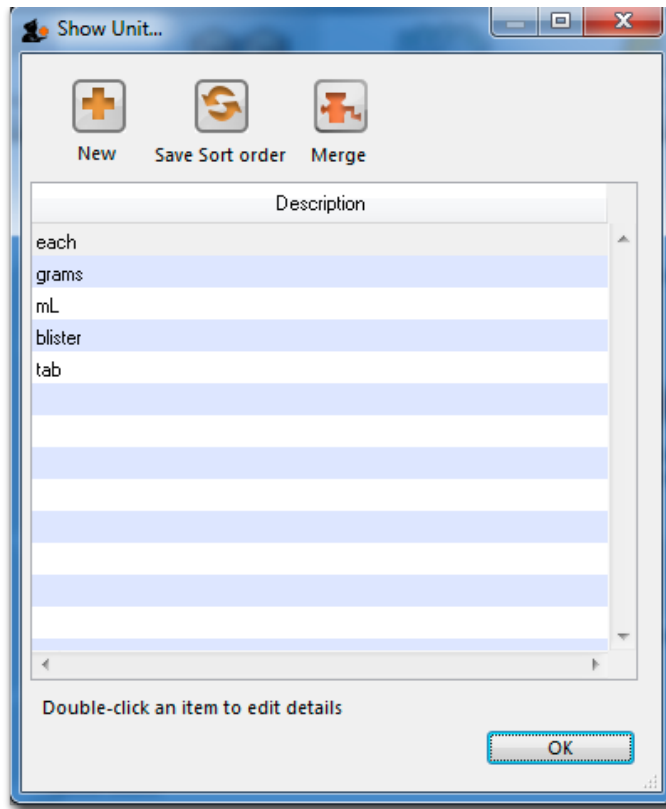 Show Unit...
New Save Sort order Merge
Description
each
grams
mL
blister
tab
Double-click an item to edit details
OK